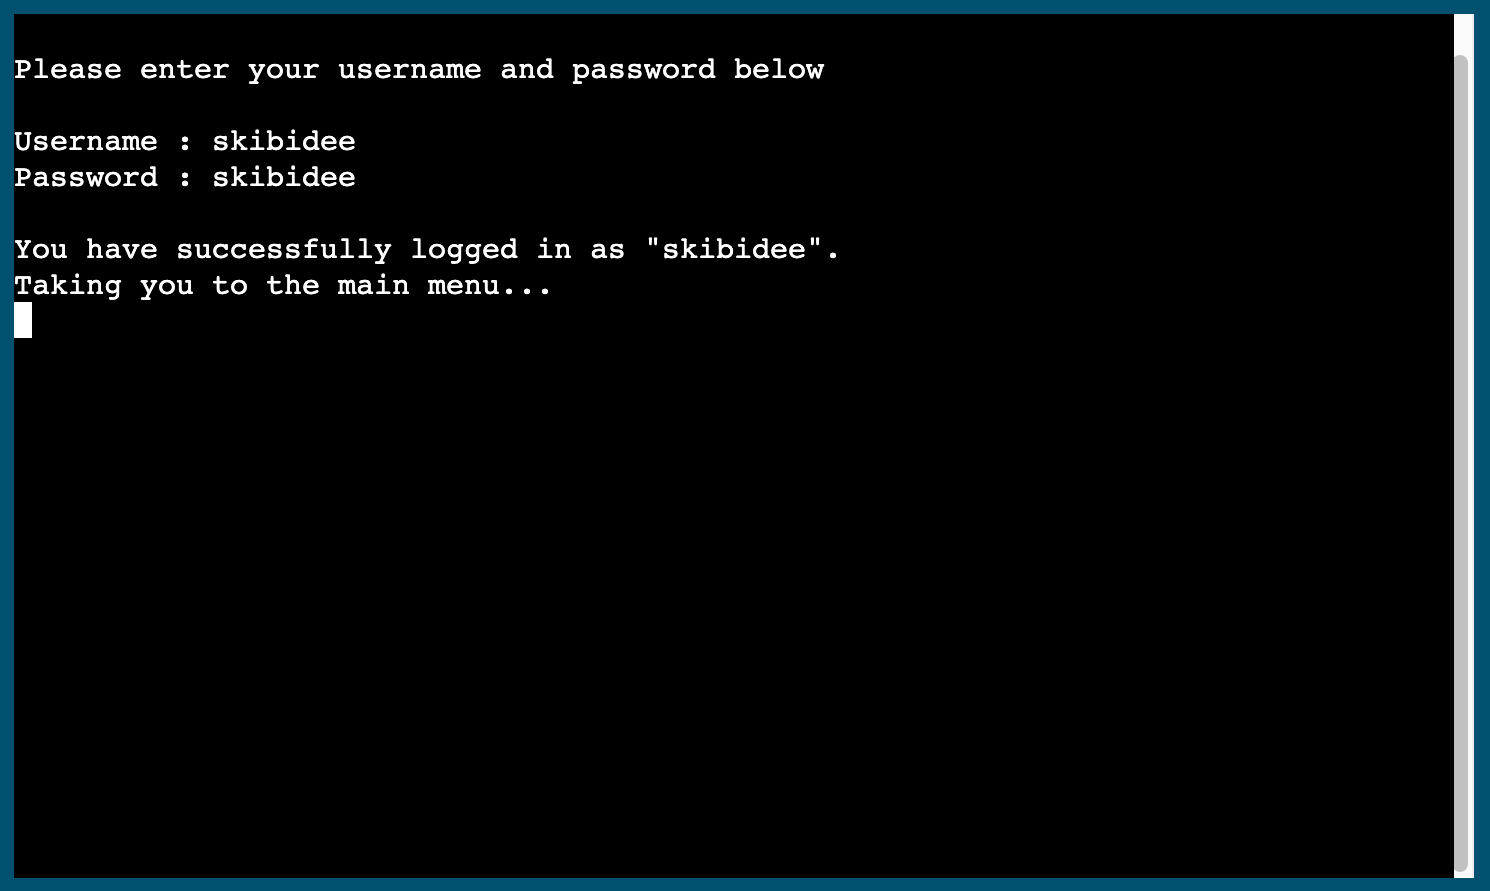 Please enter your username and password below
Username : skibidee
Password : skibidee
You have successfully logged in as "skibidee".
Taking you to the main menu...